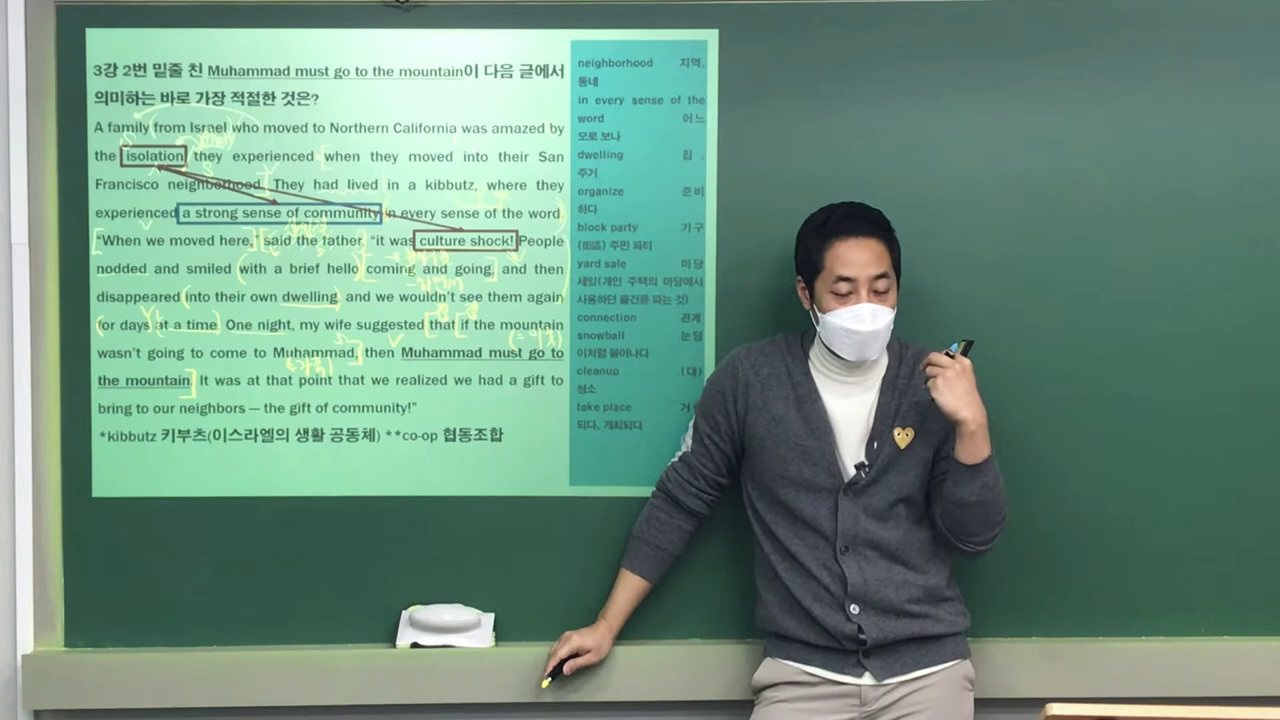 3강 2번 밑줄 친 Muhammad must go to the mountain이 다음 글에서
의미하는 바로 가장 적절한 것은?
A family from Israel who moved to Northern California was amazed by
the isolation they experienced when they moved into their San
Francisco neighborhood. They had lived in a kibbutz, where they
experienced a strong sense of community in every sense of the word.
“When we moved here,” said the father, “it was culture shock! People
nodded and smiled with a brief hello coming and going, and then
disappeared into their own dwelling, and we wouldn’t see them again
for days at a time. One night, my wife suggested that if the mountain
wasn’t going to come to Muhammad, then Muhammad must go to
the mountain. It was at that point that we realized we had a gift to
bring to our neighbors — the gift of community!”
*kibbutz 키부츠(이스라엘의 생활 공동체) **co-op 협동조합
neighborhood 지역,
동네
in every sense of the
word 어느
모로 보나
dwelling 집,
주거
organize 준비
하다
block party 가구
(街區) 주민 파티
yard sale 마당
세일(개인 주택의 마당에서
사용하던 물건을 파는 것)
connection 관계
snowball 눈덩
이처럼 불어나다
cleanup (대)
청소
take place
되다, 개최되다